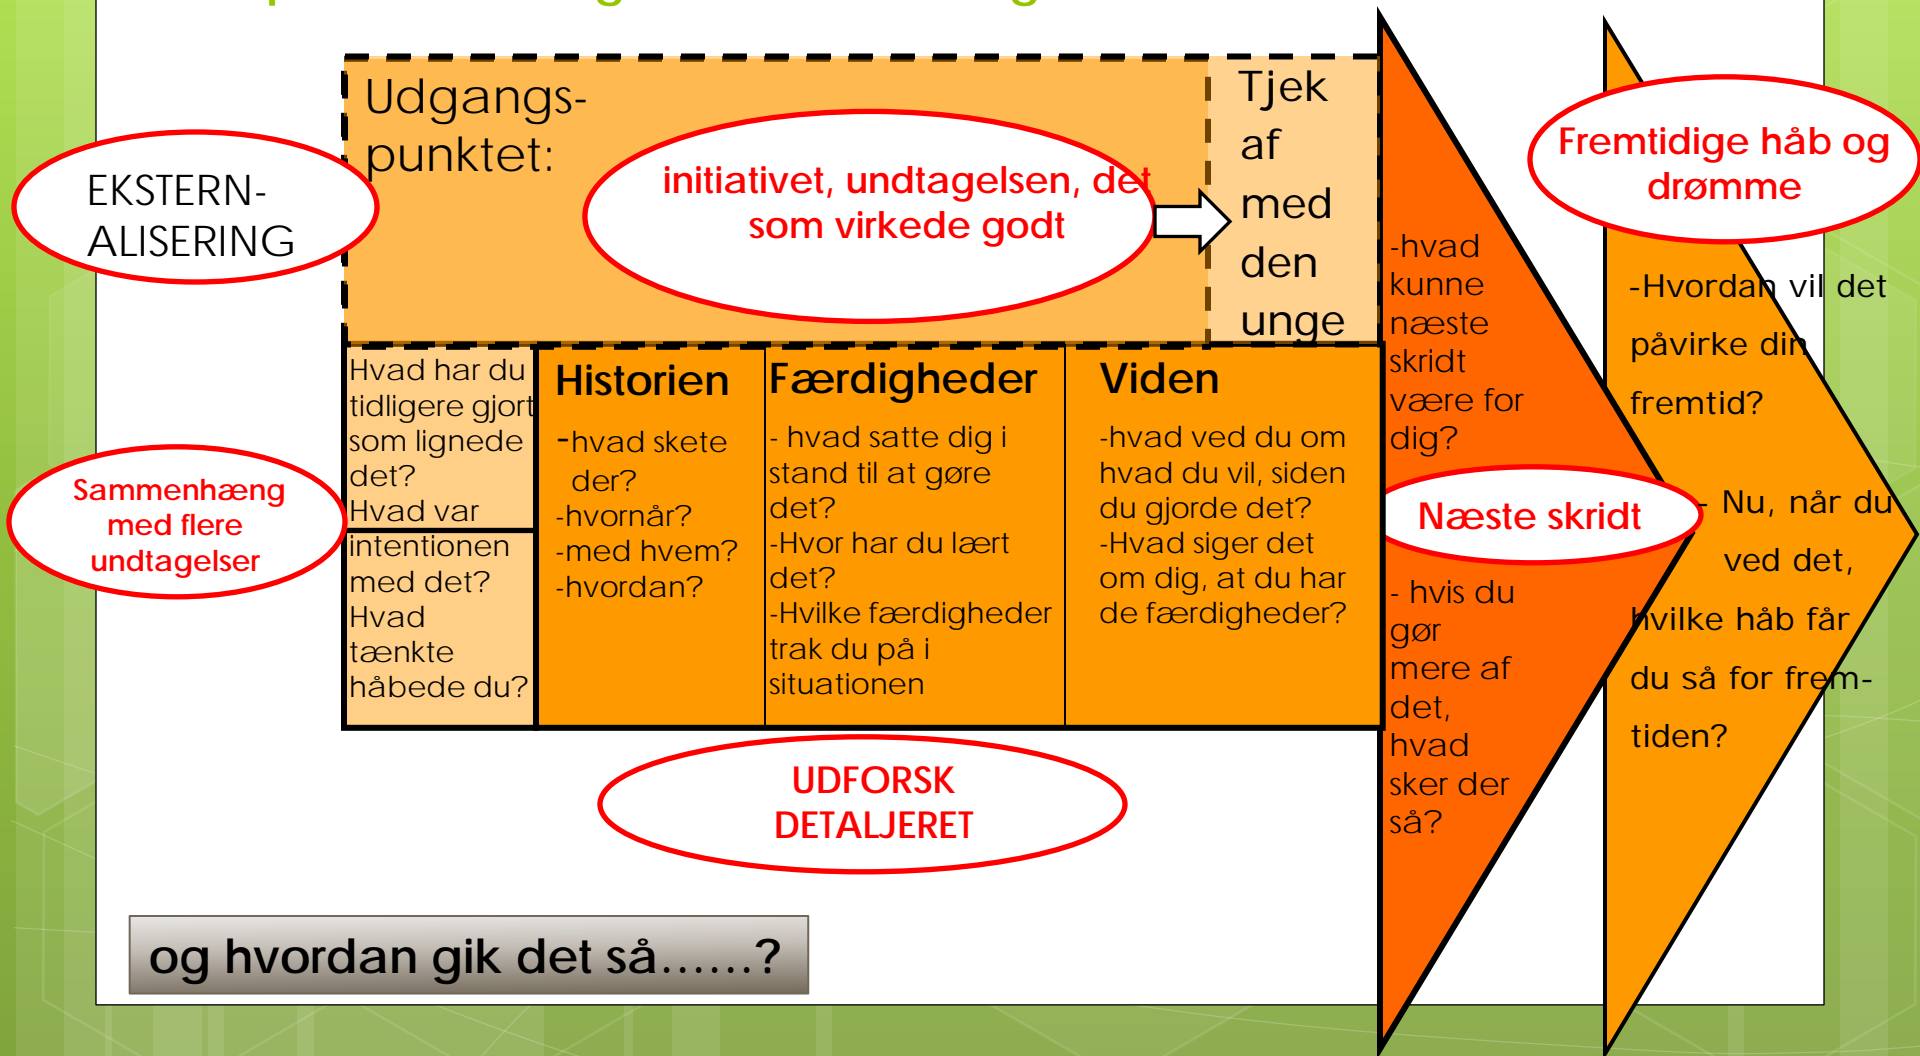 Udgangs-
punktet:
initiativet, undtagelsen, det
som virkede godt
Tjek
af
med
den
unge
EKSTERN-
ALISERING
Sammenhæng
med flere
undtagelser
Hvad har du
tidligere gjort
som lignede
det?
Hvad var
intentionen
med det?
Hvad
tænkte
håbede du?
Historien
-hvad skete
der?
-hvornår?
-med hvem?
-hvordan?
Færdigheder
- hvad satte dig i
stand til at gøre
det?
-Hvor har du lært
det?
-Hvilke færdigheder
trak du på i
situationen
Viden
-hvad ved du om
hvad du vil, siden
du gjorde det?
-Hvad siger det
om dig, at du har
de færdigheder?
-hvad
kunne
næste
skridt
være for
dig?
Næste skridt
- hvis du
gør
mere af
det,
hvad
sker der
så?
Fremtidige håb og
drømme
-Hvordan vil det
påvirke din
fremtid?
- Nu, når du
ved det,
hvilke håb får
du så for frem-
tiden?
UDFORSK
DETALJERET
og hvordan gik det så......?